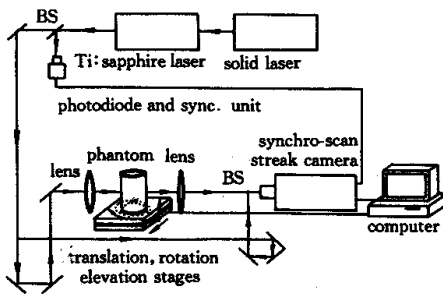 BS
Ti: sapphire laser
solid laser
photodiode and sync. unit
synchro-scan
streak camera
phantom
lens
lens
BS
computer
translation, rotation
elevation stages